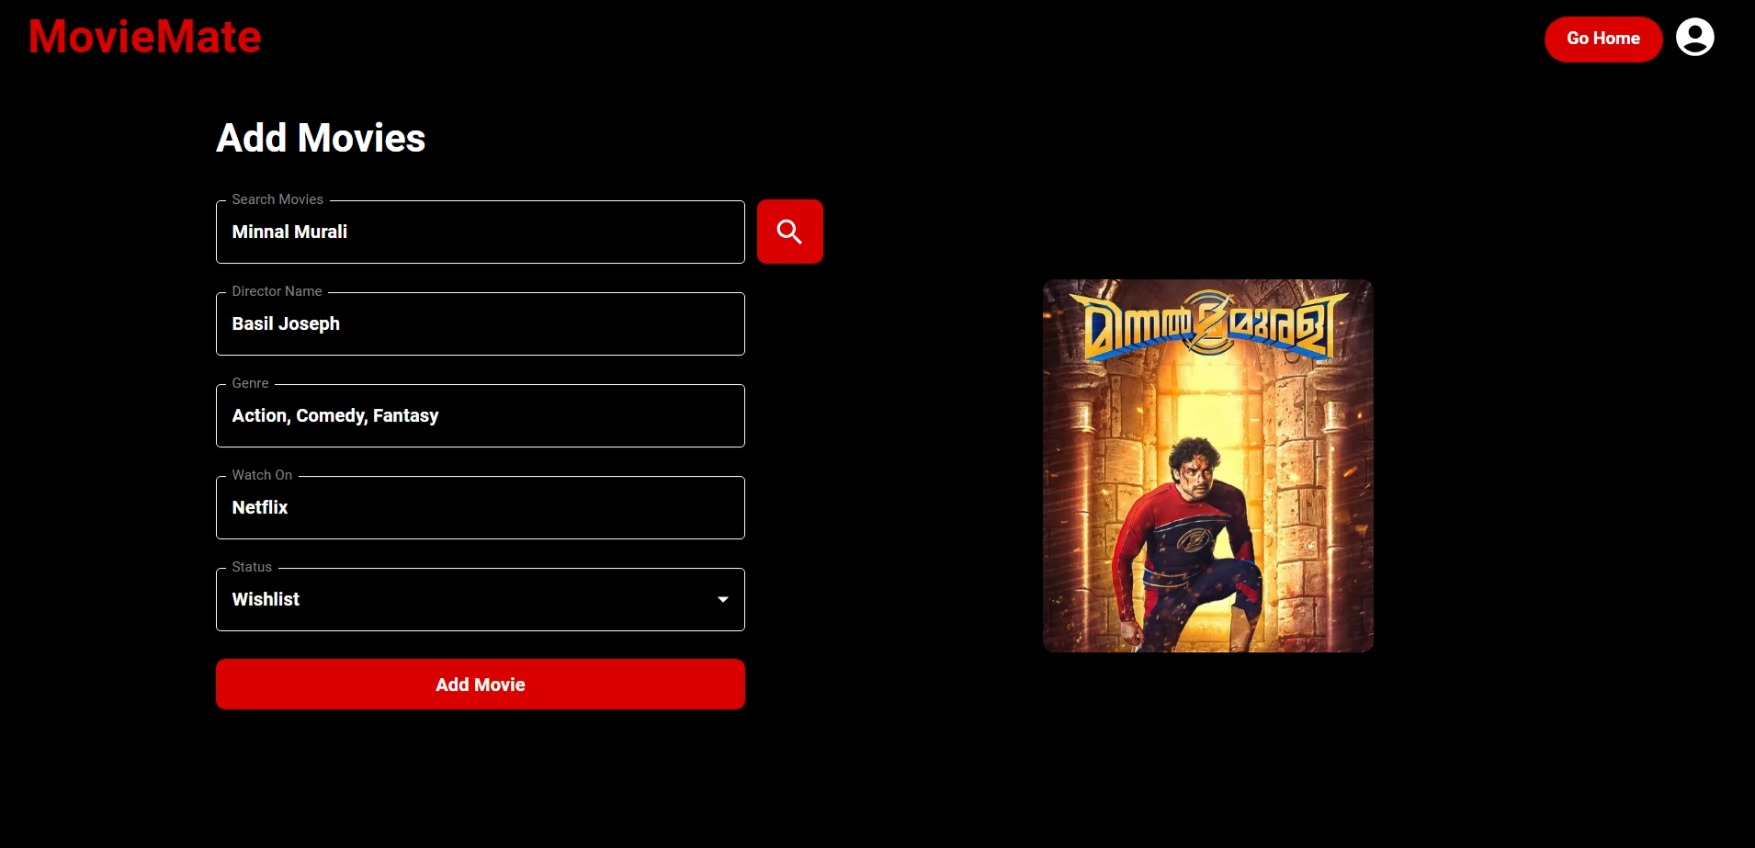 MovieMate
Go Home
Add Movies
Search Movies
Minnal Murali
Director Name
Basil Joseph
Genre
Action, Comedy, Fantasy
Watch On
Netflix
Status
Wishlist
Add Movie
മിന്നൽ മുരളി